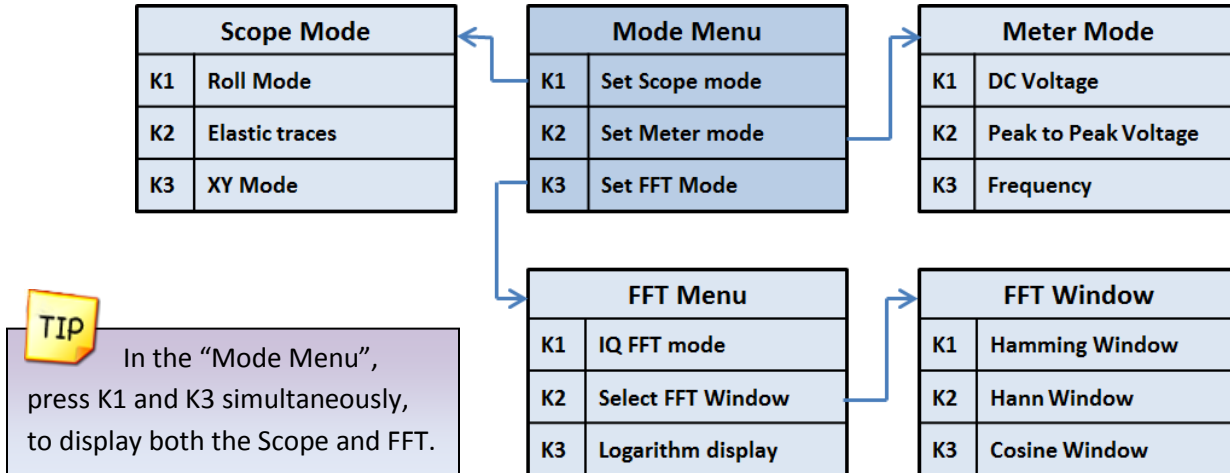 Scope Mode
K1 Roll Mode
K2 Elastic traces
K3 XY Mode
Mode Menu
K1 Set Scope mode
K2 Set Meter mode
K3 Set FFT Mode
Meter Mode
K1 DC Voltage
K2 Peak to Peak Voltage
K3 Frequency
TIP
In the “Mode Menu”,
press K1 and K3 simultaneously,
to display both the Scope and FFT.
FFT Menu
K1 IQ FFT mode
K2 Select FFT Window
K3 Logarithm display
FFT Window
K1 Hamming Window
K2 Hann Window
K3 Cosine Window